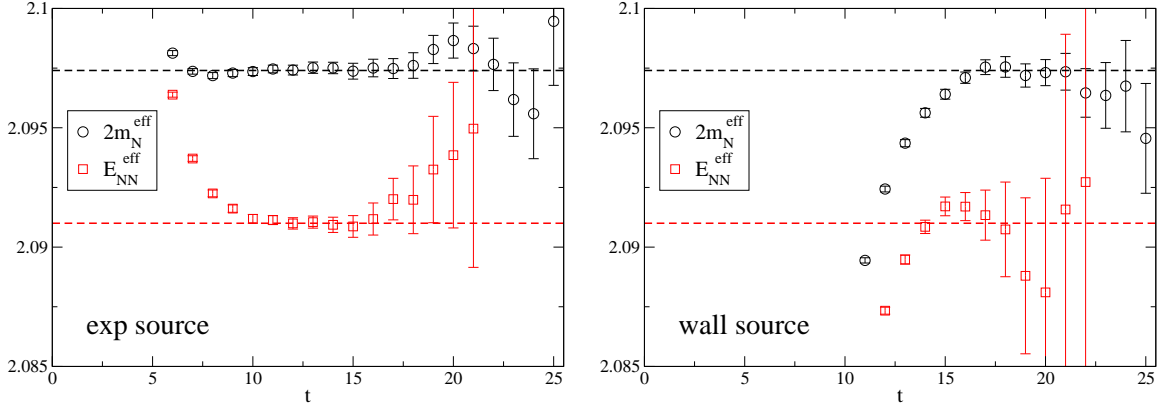 2.1
2.095
2.09
2.085
2m_N^eff
E_NN^eff
exp source
0 5 10 15 20 25
t
2.1
2.095
2.09
2.085
2m_N^eff
E_NN^eff
wall source
0 5 10 15 20 25
t